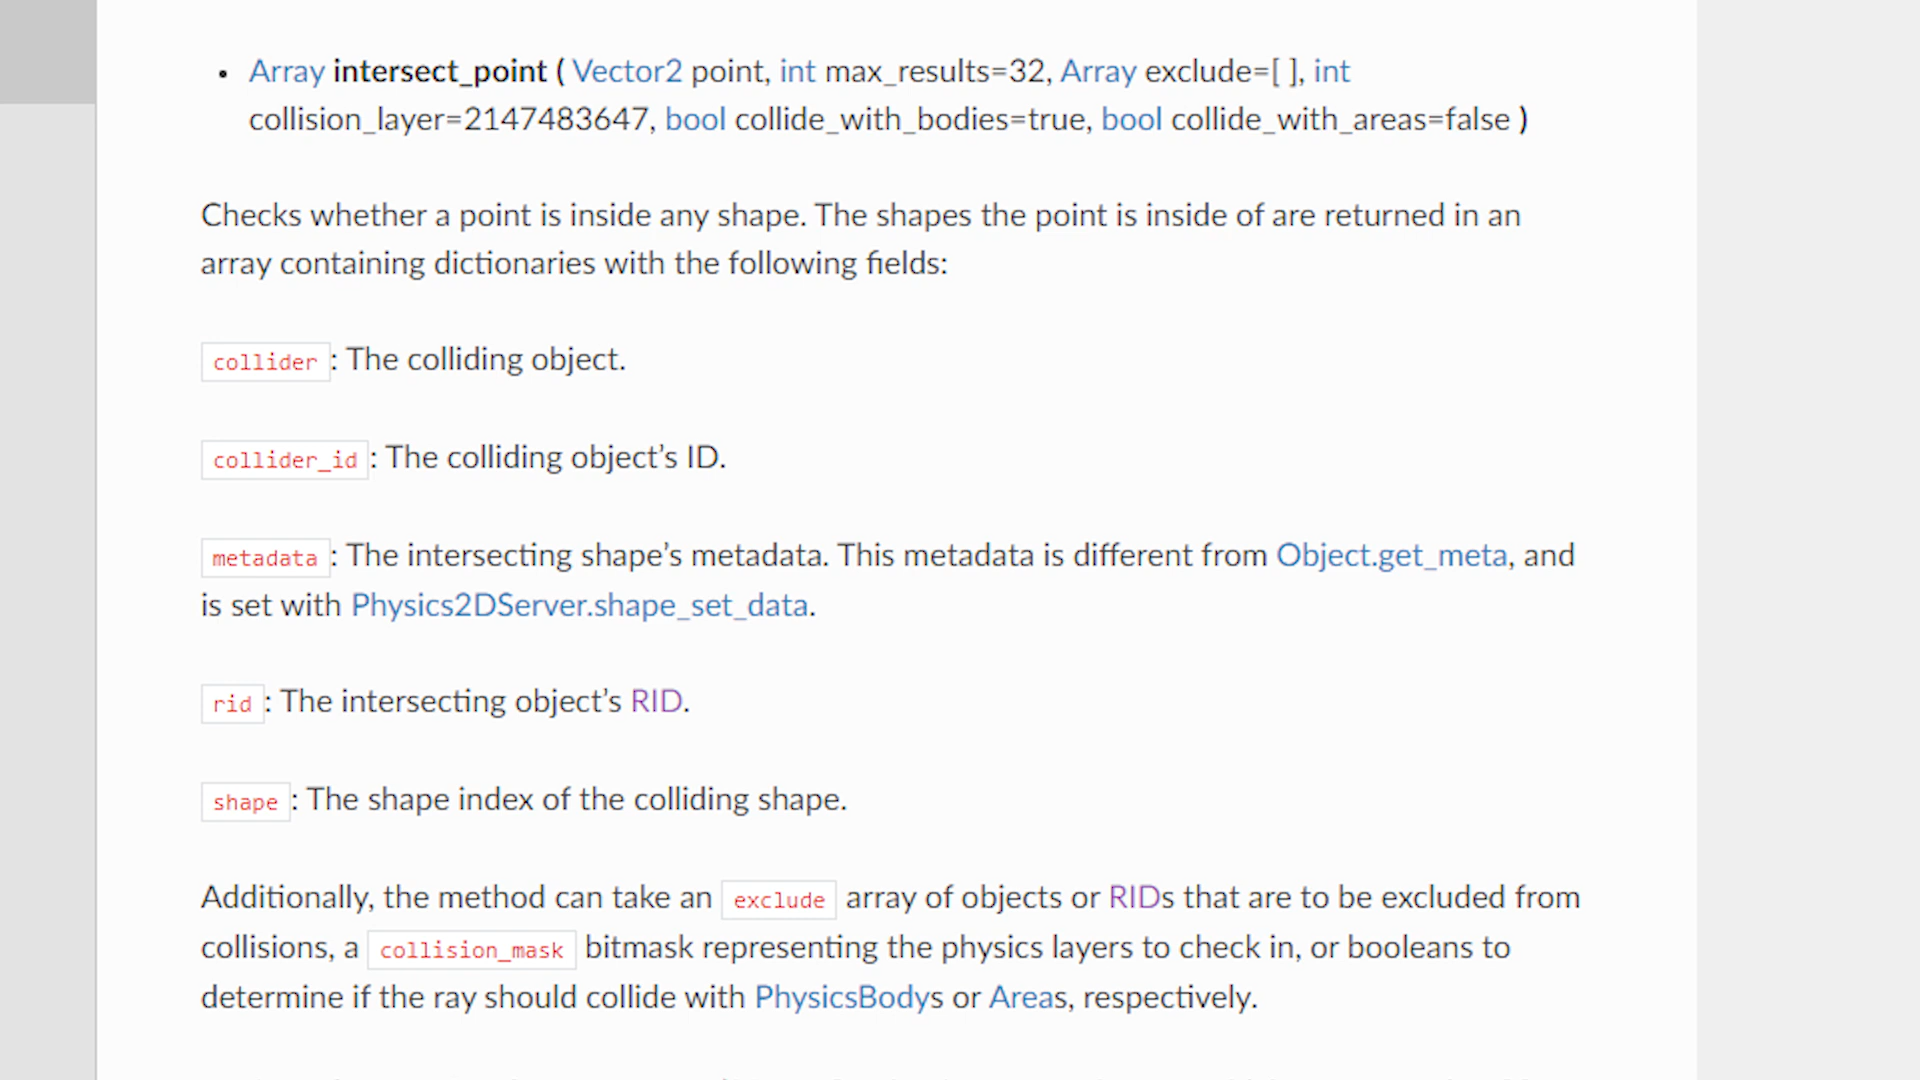 • Array intersect_point ( Vector2 point, int max_results=32, Array exclude=[ ], int
collision_layer=2147483647, bool collide_with_bodies=true, bool collide_with_areas=false )
Checks whether a point is inside any shape. The shapes the point is inside of are returned in an
array containing dictionaries with the following fields:
collider : The colliding object.
collider_id : The colliding object’s ID.
metadata : The intersecting shape’s metadata. This metadata is different from Object.get_meta, and
is set with Physics2DServer.shape_set_data.
rid : The intersecting object’s RID.
shape : The shape index of the colliding shape.
Additionally, the method can take an exclude array of objects or RIDs that are to be excluded from
collisions, a collision_mask bitmask representing the physics layers to check in, or booleans to
determine if the ray should collide with PhysicsBodys or Areas, respectively.